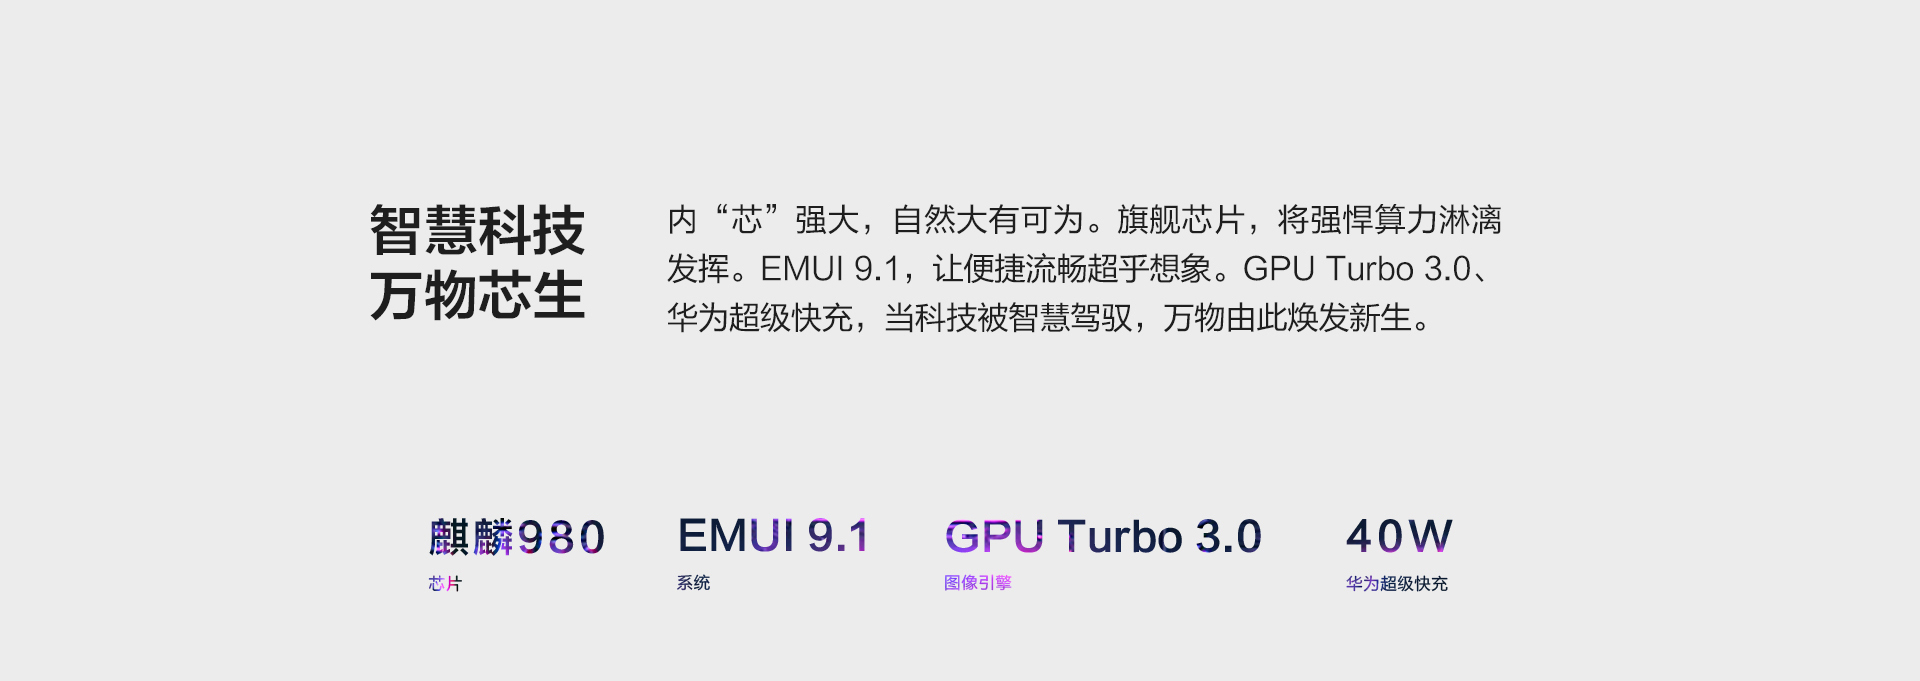 智慧科技
万物芯生
内“芯”强大，自然大有可为。旗舰芯片，将强悍算力淋漓
发挥。EMUI 9.1，让便捷流畅超乎想象。GPU Turbo 3.0、
华为超级快充，当科技被智慧驾驭，万物由此焕发新生。
麒麟980
芯片
EMUI 9.1
系统
GPU Turbo 3.0
图像引擎
40W
华为超级快充